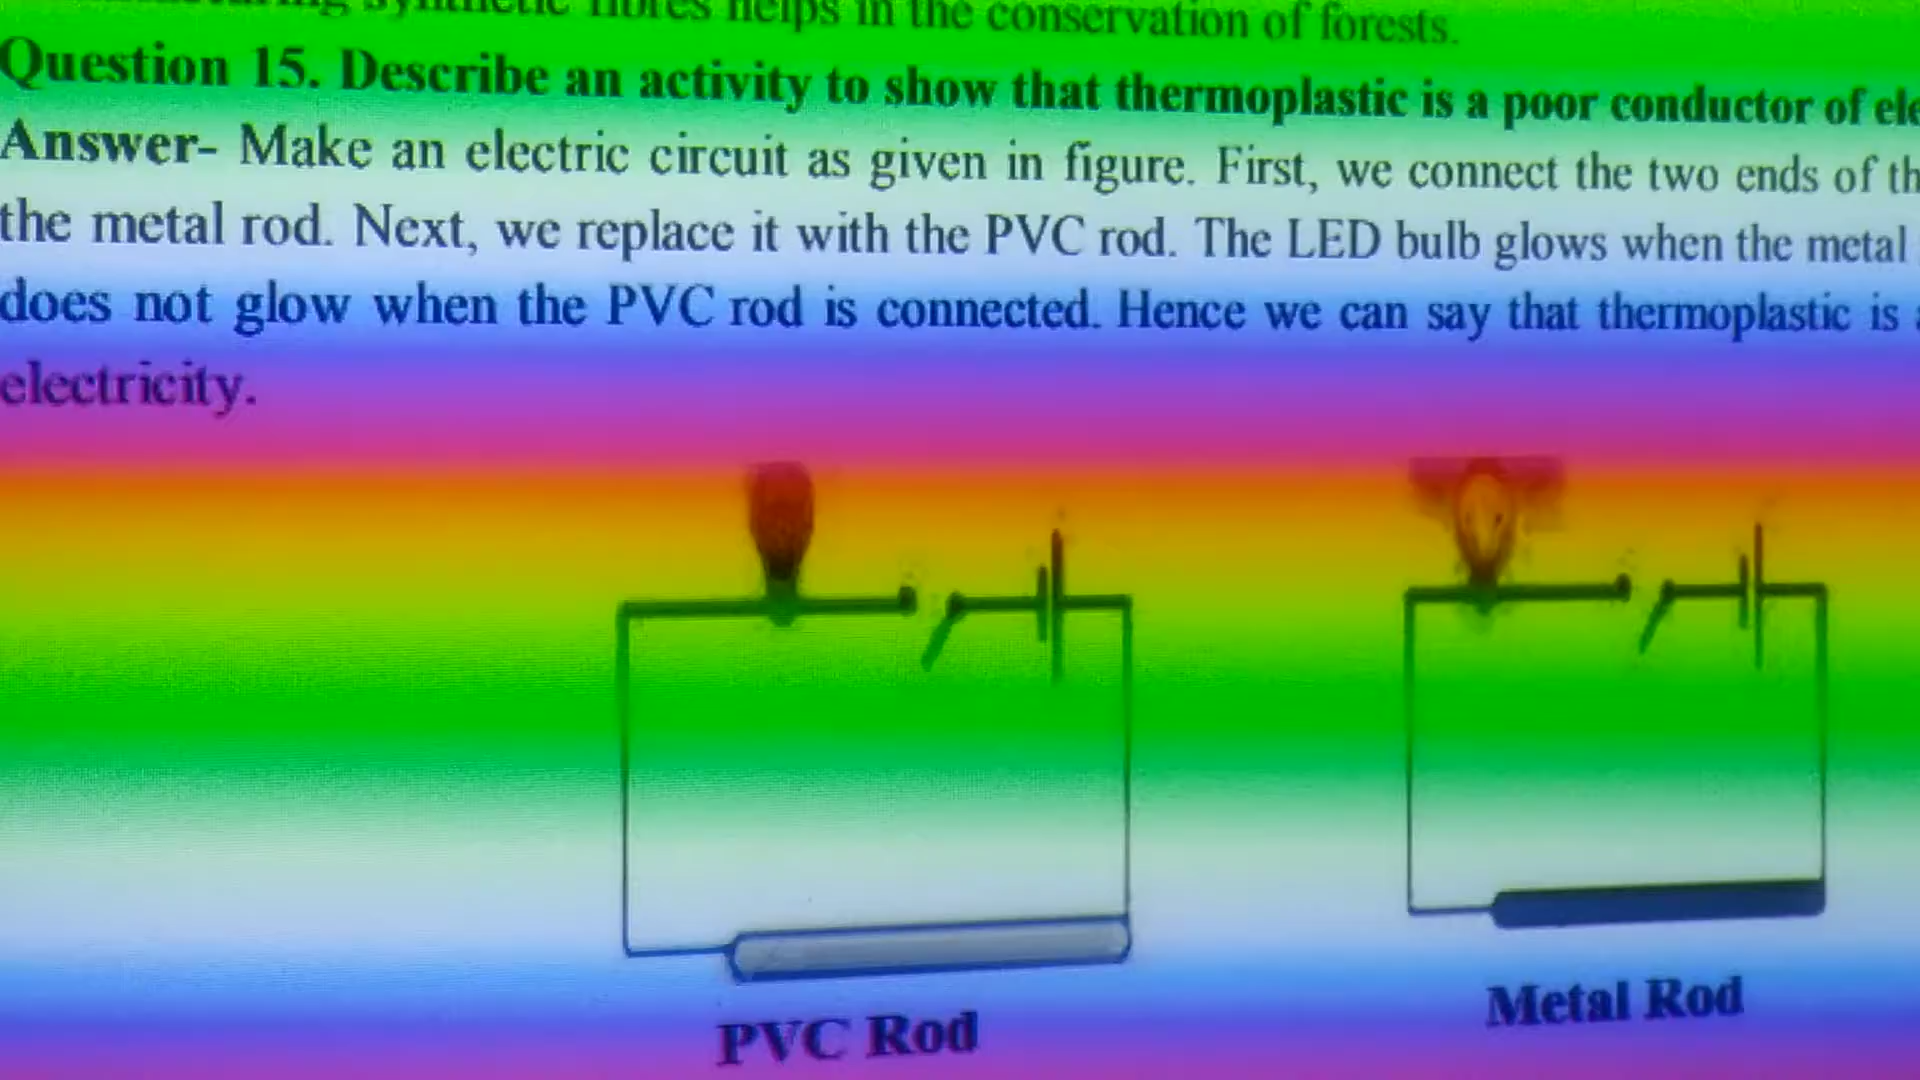 synthetic fibres helps in the conservation of forests.
Question 15. Describe an activity to show that thermoplastic is a poor conductor of
Answer- Make an electric circuit as given in figure. First, we connect the two ends of
the metal rod. Next, we replace it with the PVC rod. The LED bulb glows when the metal
does not glow when the PVC rod is connected. Hence we can say that thermoplastic is
electricity.
PVC Rod
Metal Rod